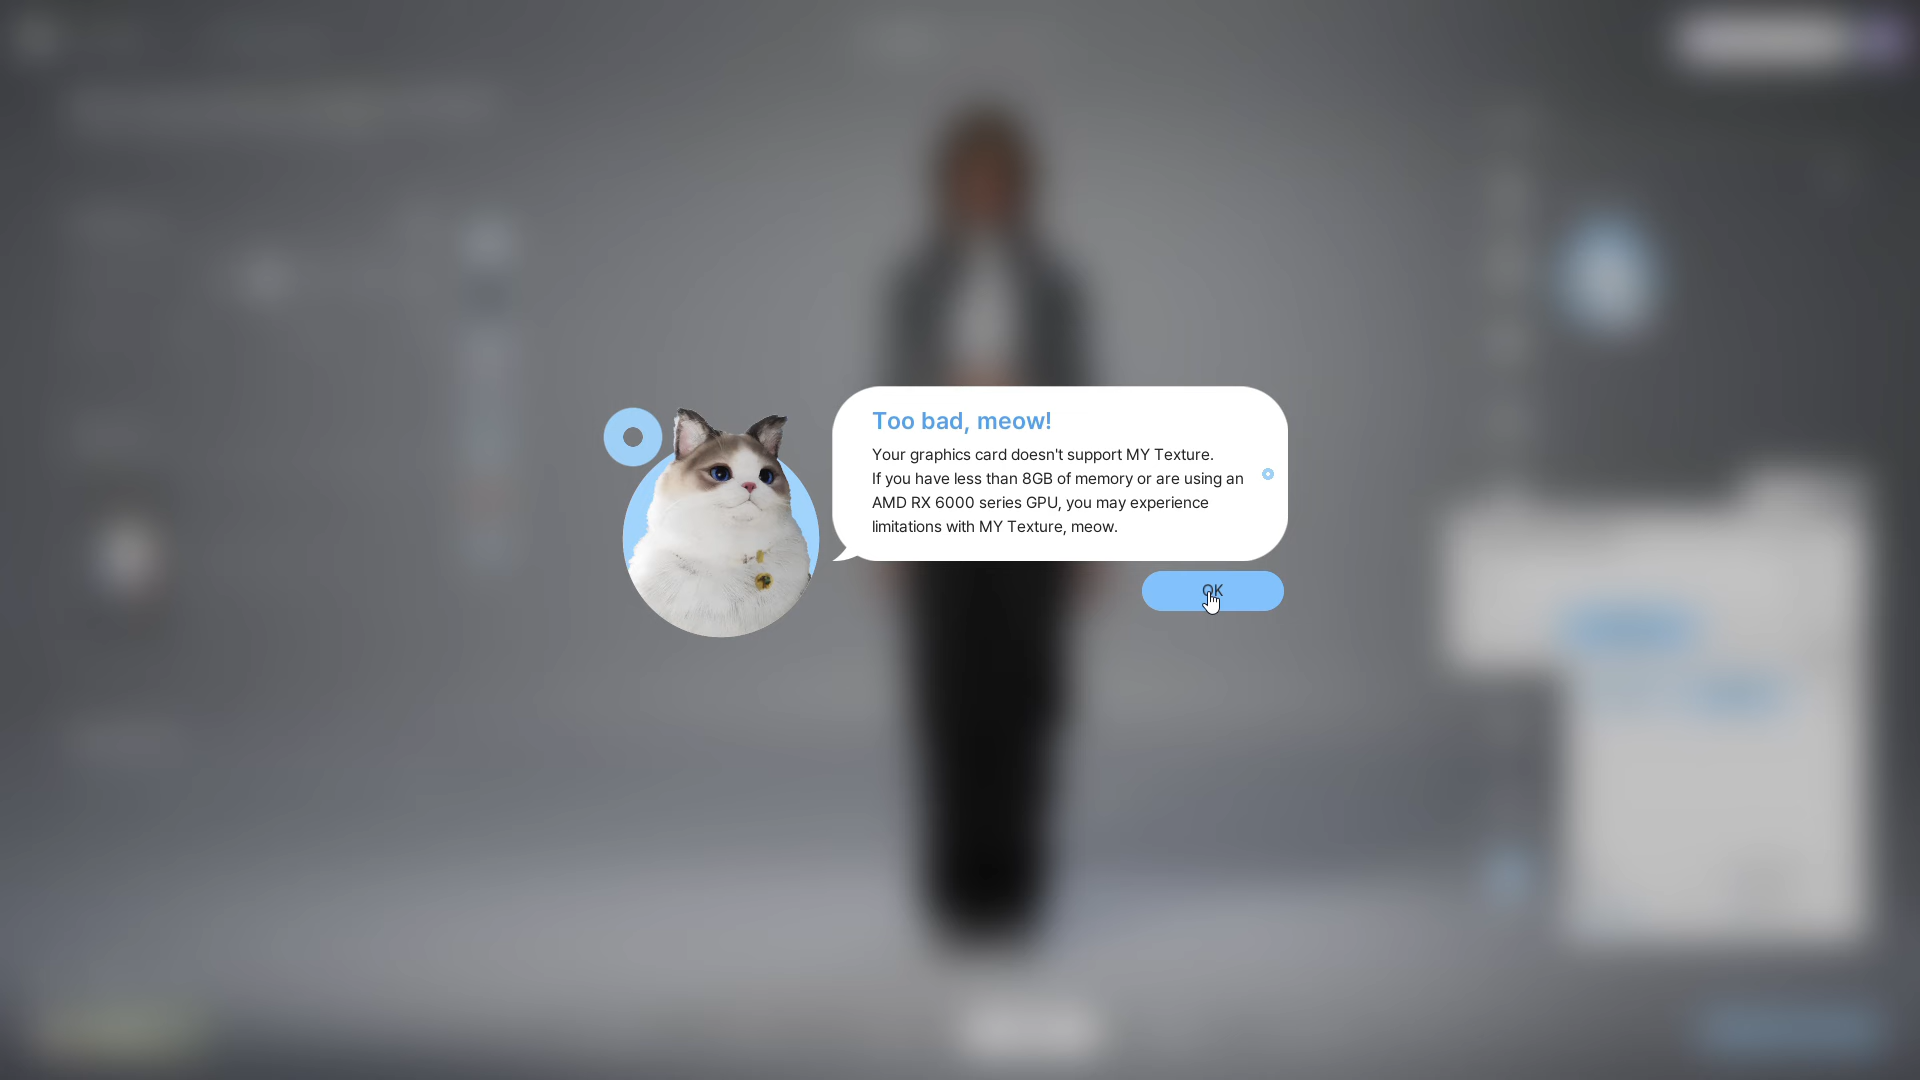 Too bad, meow!
Your graphics card doesn't support MY Texture.
If you have less than 8GB of memory or are using an
AMD RX 6000 series GPU, you may experience
limitations with MY Texture, meow.
OK